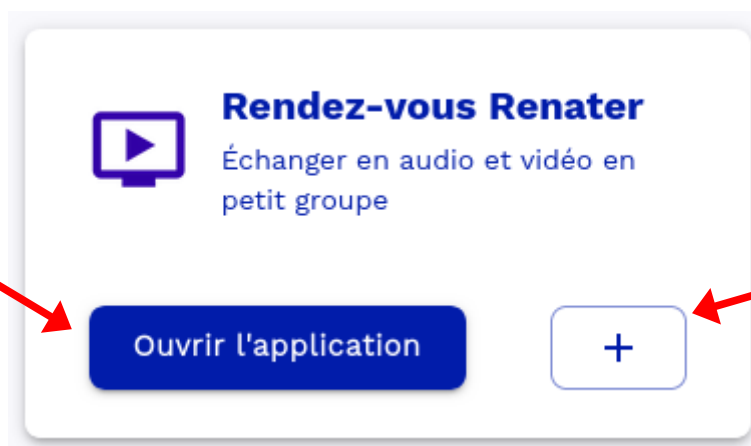 Rendez-vous Renater
Échanger en audio et vidéo en
petit groupe
Ouvrir l'application
+